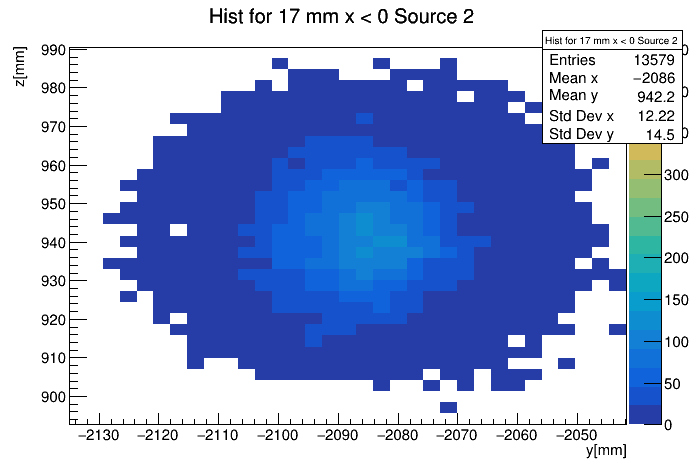 Hist for 17 mm x < 0 Source 2
Hist for 17 mm x < 0 Source 2
Entries 13579
Mean x −2086
Mean y 942.2
Std Dev x 12.22
Std Dev y 14.5
z[mm]
990
980
970
960
950
940
930
920
910
900
300
250
200
150
100
50
0
−2130 −2120 −2110 −2100 −2090 −2080 −2070 −2060 −2050
y[mm]